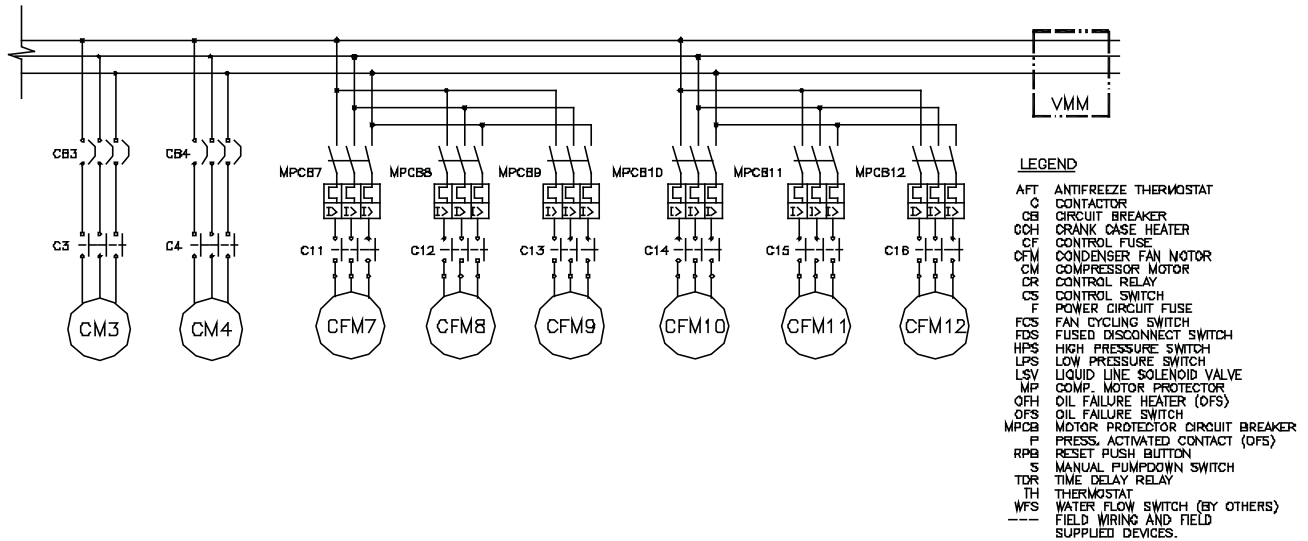 VMM
CB3
CB4
MPCB7
MPCB8
MPCB9
MPCB10
MPCB11
MPCB12
I> I> I>
I> I> I>
I> I> I>
I> I> I>
I> I> I>
I> I> I>
C3
C4
C11
C12
C13
C14
C15
C16
CM3
CM4
CFM7
CFM8
CFM9
CFM10
CFM11
CFM12
LEGEND
AFT ANTIFREEZE THERMOSTAT
C CONTACTOR
CB CIRCUIT BREAKER
CCH CRANK CASE HEATER
CF CONTROL FUSE
CFM CONDENSER FAN MOTOR
CM COMPRESSOR MOTOR
CR CONTROL RELAY
CS CONTROL SWITCH
F POWER CIRCUIT FUSE
FCS FAN CYCLING SWITCH
FDS FUSED DISCONNECT SWITCH
HPS HIGH PRESSURE SWITCH
LPS LOW PRESSURE SWITCH
LSV LIQUID LINE SOLENOID VALVE
MP COMP. MOTOR PROTECTOR
OFH OIL FAILURE HEATER (OFS)
OFS OIL FAILURE SWITCH
MPCB MOTOR PROTECTOR CIRCUIT BREAKER
P PRESS. ACTIVATED CONTACT (OFS)
RPB RESET PUSH BUTTON
S MANUAL PUMPDOWN SWITCH
TDR TIME DELAY RELAY
TH THERMOSTAT
WFS WATER FLOW SWITCH (BY OTHERS)
--- FIELD WIRING AND FIELD
SUPPLIED DEVICES.